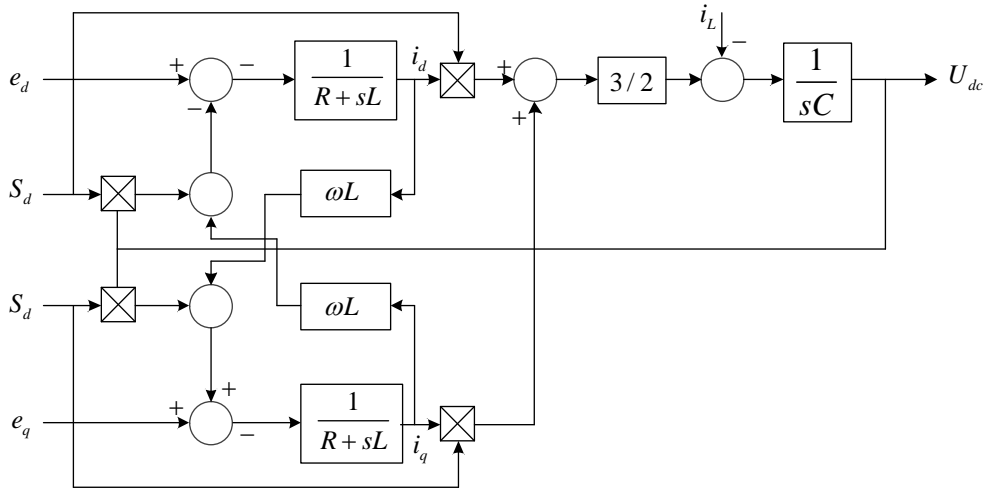 i_L
−
e_d
+
−
−
1
R + sL
i_d
+
+
3 / 2
1
sC
U_dc
S_d
ωL
S_d
ωL
e_q
+
+
−
1
R + sL
i_q